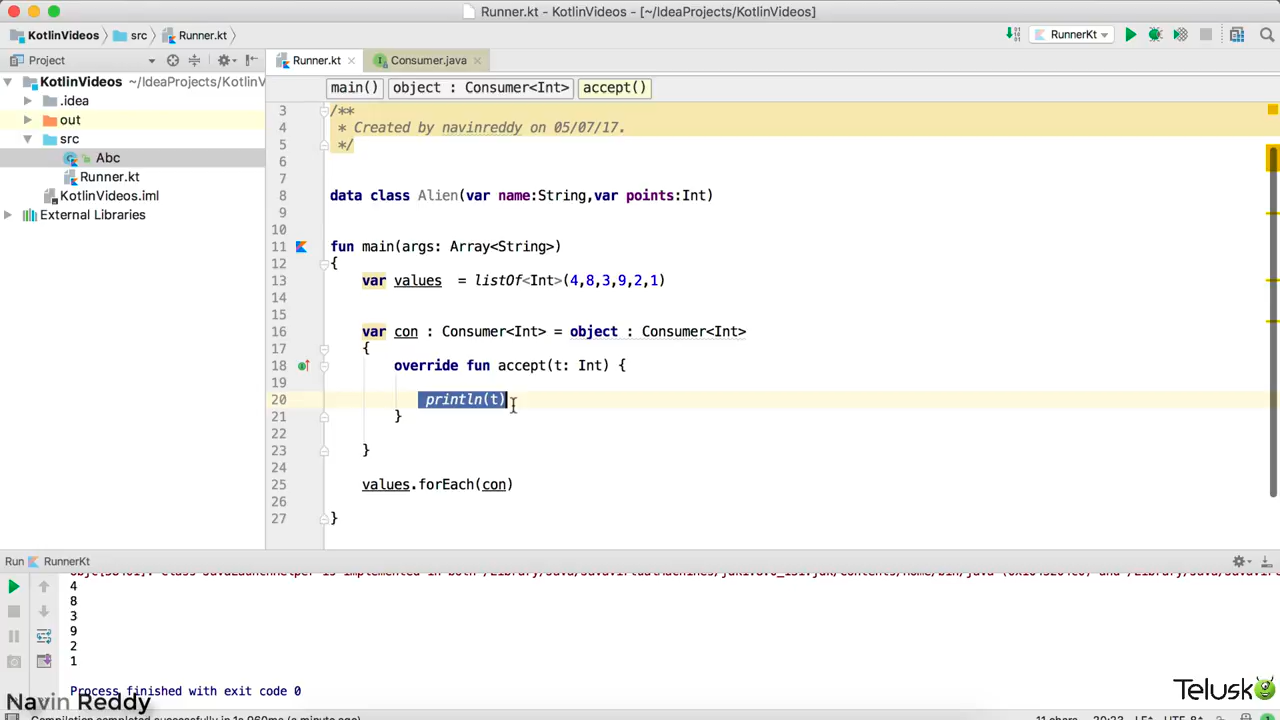 Runner.kt - KotlinVideos - [~/IdeaProjects/KotlinVideos]
KotlinVideos src Runner.kt
RunnerKt
Project
Runner.kt
Consumer.java
main() object : Consumer<Int> accept()
KotlinVideos ~/IdeaProjects/KotlinV
.idea
out
src
Abc
Runner.kt
KotlinVideos.iml
External Libraries
3 /**
4 * Created by navinreddy on 05/07/17.
5 */
6
7
8 data class Alien(var name:String,var points:Int)
9
10
11 fun main(args: Array<String>)
12 {
13 var values = listOf<Int>(4,8,3,9,2,1)
14
15
16 var con : Consumer<Int> = object : Consumer<Int>
17 {
18 override fun accept(t: Int) {
19
20 println(t)
21 }
22
23 }
24
25 values.forEach(con)
26
27 }
Run RunnerKt
4
8
3
9
2
1
Process finished with exit code 0
Navin Reddy
Telusko